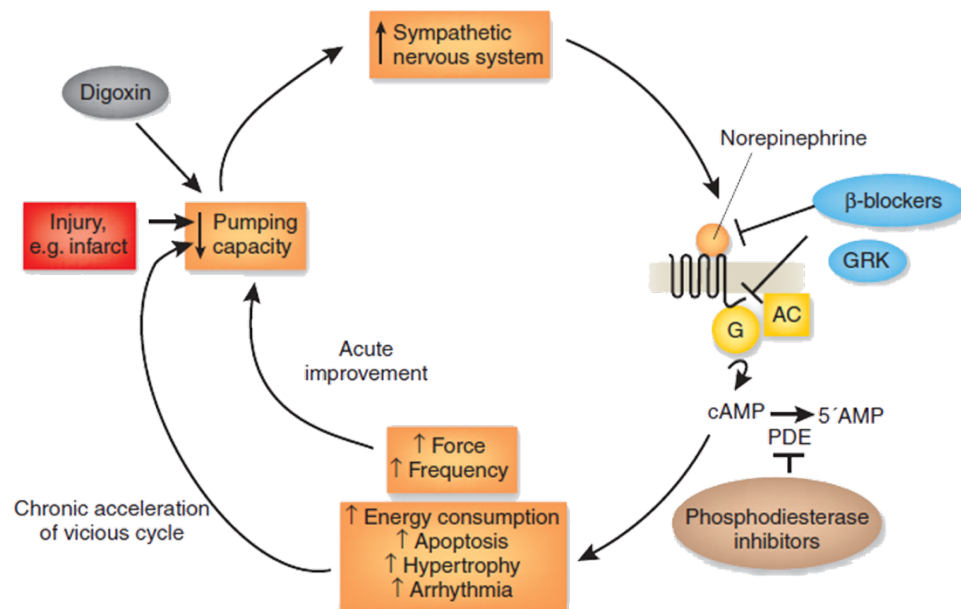 ↑ Sympathetic
nervous system
Digoxin
Norepinephrine
β-blockers
Injury,
e.g. infarct
↓ Pumping
capacity
GRK
AC
G
Acute
improvement
cAMP
5´AMP
PDE
↑ Force
↑ Frequency
Chronic acceleration
of vicious cycle
↑ Energy consumption
↑ Apoptosis
↑ Hypertrophy
↑ Arrhythmia
Phosphodiesterase
inhibitors